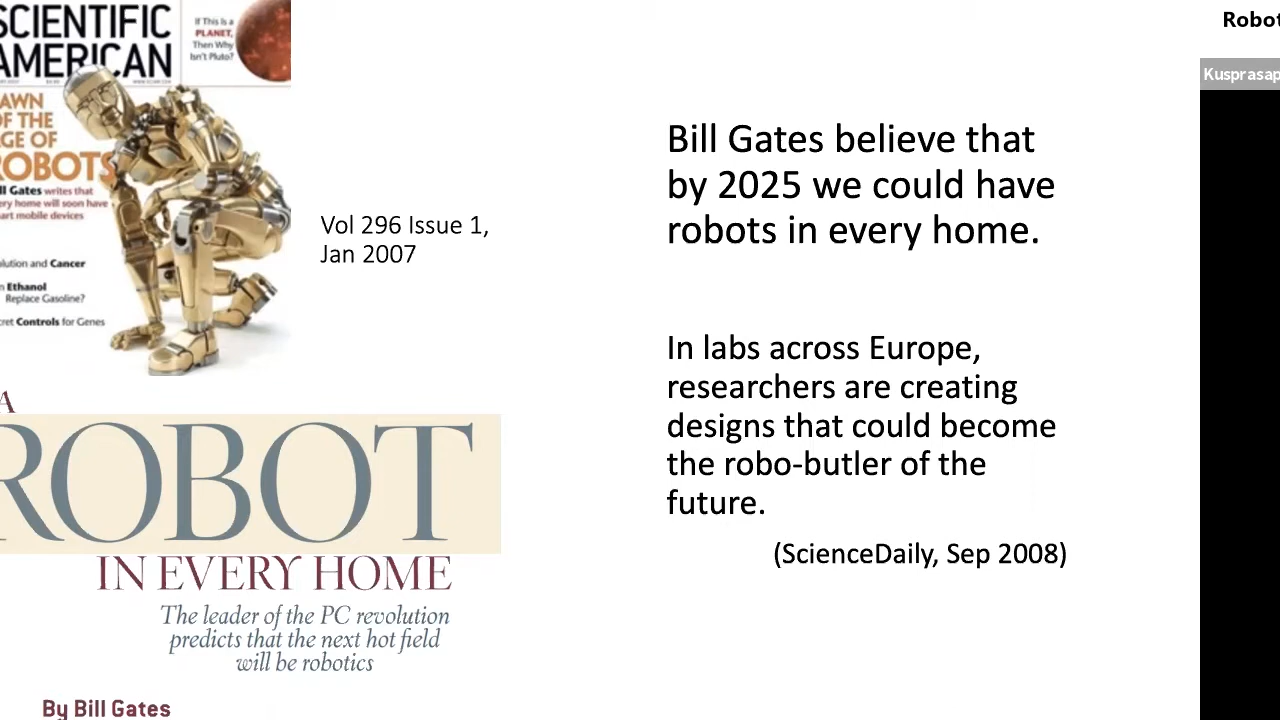 SCIENTIFIC
AMERICAN
If This Is a
PLANET,
Then Why
Isn't Pluto?
AWN
OF THE
GE OF
ROBOTS
ll Gates writes that
ery home will soon have
art mobile devices
olution and Cancer
n Ethanol
Replace Gasoline?
cret Controls for Genes
Vol 296 Issue 1,
Jan 2007
A
ROBOT
IN EVERY HOME
The leader of the PC revolution
predicts that the next hot field
will be robotics
By Bill Gates
Bill Gates believe that
by 2025 we could have
robots in every home.
In labs across Europe,
researchers are creating
designs that could become
the robo-butler of the
future.
(ScienceDaily, Sep 2008)
Robot
Kusprasap